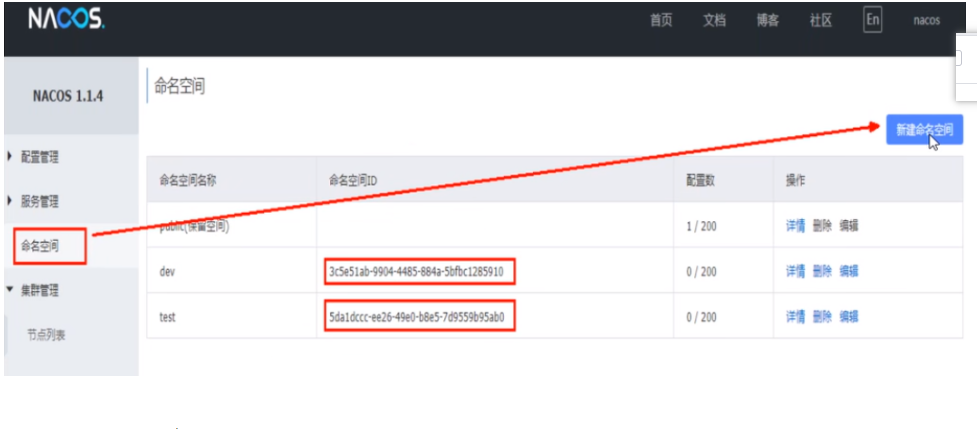 NACOS.
首页 文档 博客 社区 En nacos
NACOS 1.1.4
配置管理
服务管理
命名空间
集群管理
节点列表
命名空间
新建命名空间
命名空间名称 命名空间ID 配置数 操作
public(保留空间) 1 / 200 详情 删除 编辑
dev 3c5e51ab-9904-4485-884a-5bfbc1285910 0 / 200 详情 删除 编辑
test 5da1dccc-ee26-49e0-b8e5-7d9559b95ab0 0 / 200 详情 删除 编辑